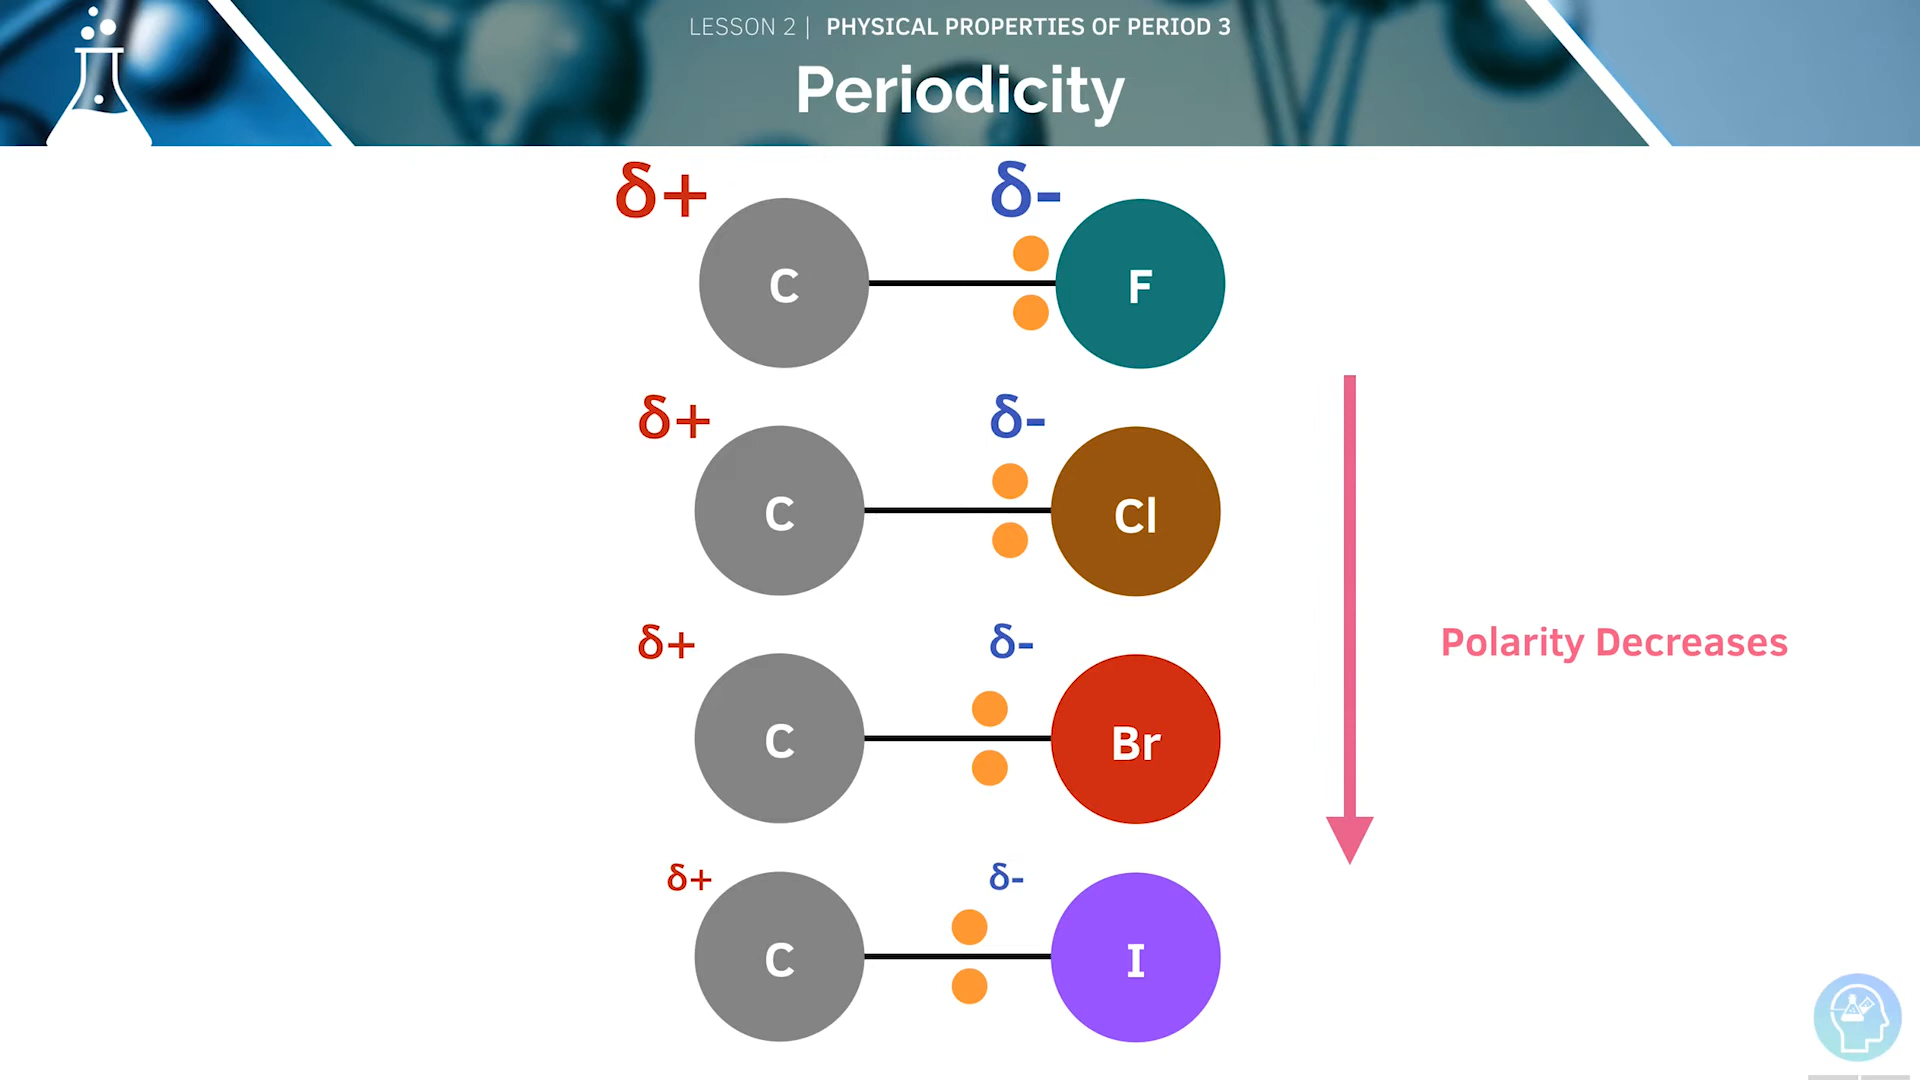 LESSON 2 | PHYSICAL PROPERTIES OF PERIOD 3
Periodicity
δ+ δ-
C F
δ+ δ-
C Cl
Polarity Decreases
δ+ δ-
C Br
δ+ δ-
C I